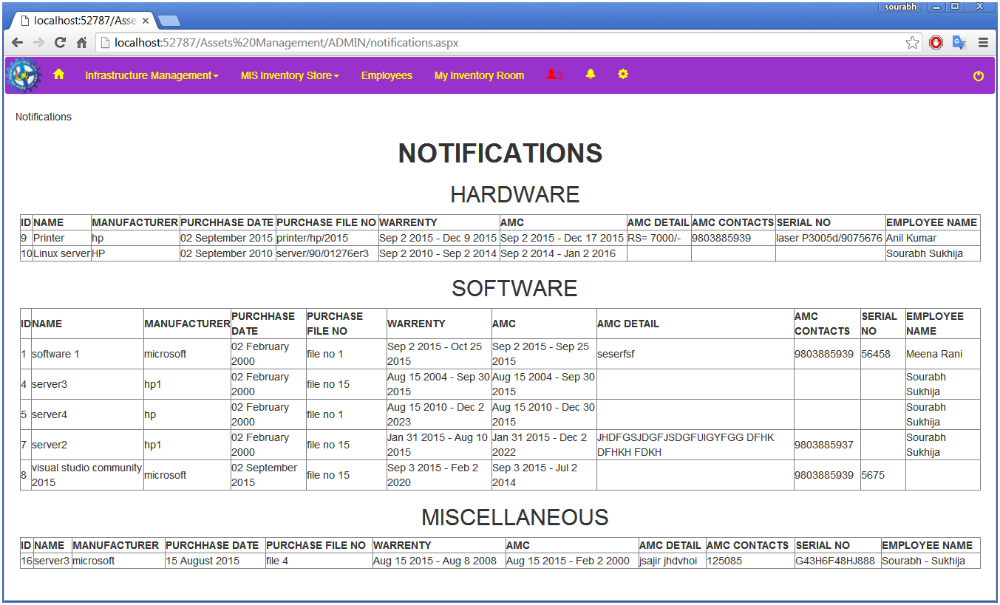 sourabh
localhost:52787/Asse
localhost:52787/Assets%20Management/ADMIN/notifications.aspx
Infrastructure Management MIS Inventory Store Employees My Inventory Room 3
Notifications
NOTIFICATIONS
HARDWARE
ID NAME MANUFACTURER PURCHHASE DATE PURCHASE FILE NO WARRENTY AMC AMC DETAIL AMC CONTACTS SERIAL NO EMPLOYEE NAME
9 Printer hp 02 September 2015 printer/hp/2015 Sep 2 2015 - Dec 9 2015 Sep 2 2015 - Dec 17 2015 RS= 7000/- 9803885939 laser P3005d/9075676 Anil Kumar
10 Linux server HP 02 September 2010 server/90/01276er3 Sep 2 2010 - Sep 2 2014 Sep 2 2014 - Jan 2 2016 Sourabh Sukhija
SOFTWARE
ID NAME MANUFACTURER PURCHHASE DATE PURCHASE FILE NO WARRENTY AMC AMC DETAIL AMC CONTACTS SERIAL NO EMPLOYEE NAME
1 software 1 microsoft 02 February 2000 file no 1 Sep 2 2015 - Oct 25 2015 Sep 2 2015 - Sep 25 2015 seserfsf 9803885939 56458 Meena Rani
4 server3 hp1 02 February 2000 file no 15 Aug 15 2004 - Sep 30 2015 Aug 15 2004 - Sep 30 2015 Sourabh Sukhija
5 server4 hp 02 February 2000 file no 1 Aug 15 2010 - Dec 2 2023 Aug 15 2010 - Dec 30 2015 Sourabh Sukhija
7 server2 hp1 02 February 2000 file no 15 Jan 31 2015 - Aug 10 2015 Jan 31 2015 - Dec 2 2022 JHDFGSJDGFJSDGFUIGYFGG DFHK DFHKH FDKH 9803885937 Sourabh Sukhija
8 visual studio community 2015 microsoft 02 September 2015 file no 15 Sep 3 2015 - Feb 2 2020 Sep 3 2015 - Jul 2 2014 9803885939 5675
MISCELLANEOUS
ID NAME MANUFACTURER PURCHHASE DATE PURCHASE FILE NO WARRENTY AMC AMC DETAIL AMC CONTACTS SERIAL NO EMPLOYEE NAME
16 server3 microsoft 15 August 2015 file 4 Aug 15 2015 - Aug 8 2008 Aug 15 2015 - Feb 2 2000 jsajir jhdvhoi 125085 G43H6F48HJ888 Sourabh - Sukhija